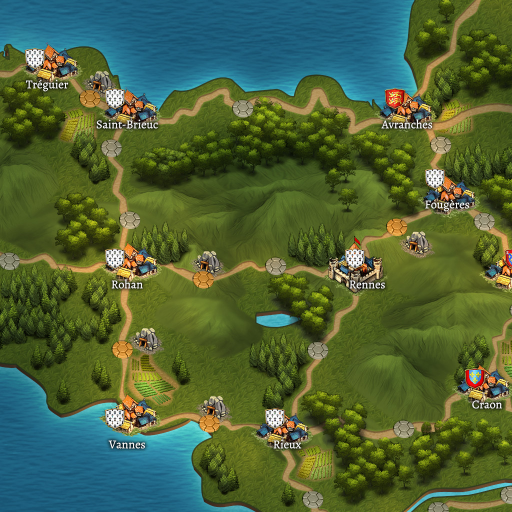 Tréguier
Saint-Brieuc
Avranches
Fougères
Rohan
Rennes
Craon
Vannes
Rieux